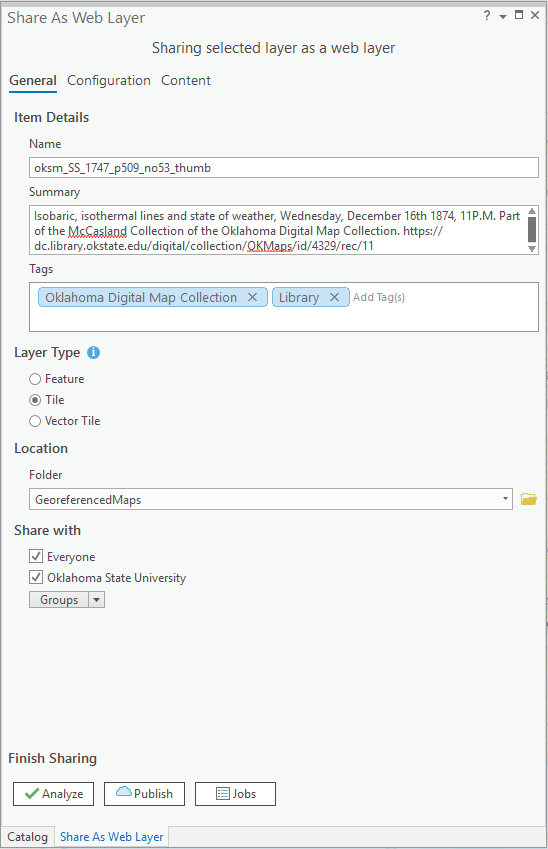 Share As Web Layer
?
Sharing selected layer as a web layer
General Configuration Content
Item Details
Name
oksm_SS_1747_p509_no53_thumb
Summary
Isobaric, isothermal lines and state of weather, Wednesday, December 16th 1874, 11P.M. Part
of the McCasland Collection of the Oklahoma Digital Map Collection. https://
dc.library.okstate.edu/digital/collection/OKMaps/id/4329/rec/11
Tags
Oklahoma Digital Map Collection × Library × Add Tag(s)
Layer Type
Feature
Tile
Vector Tile
Location
Folder
GeoreferencedMaps
Share with
Everyone
Oklahoma State University
Groups
Finish Sharing
Analyze Publish Jobs
Catalog Share As Web Layer